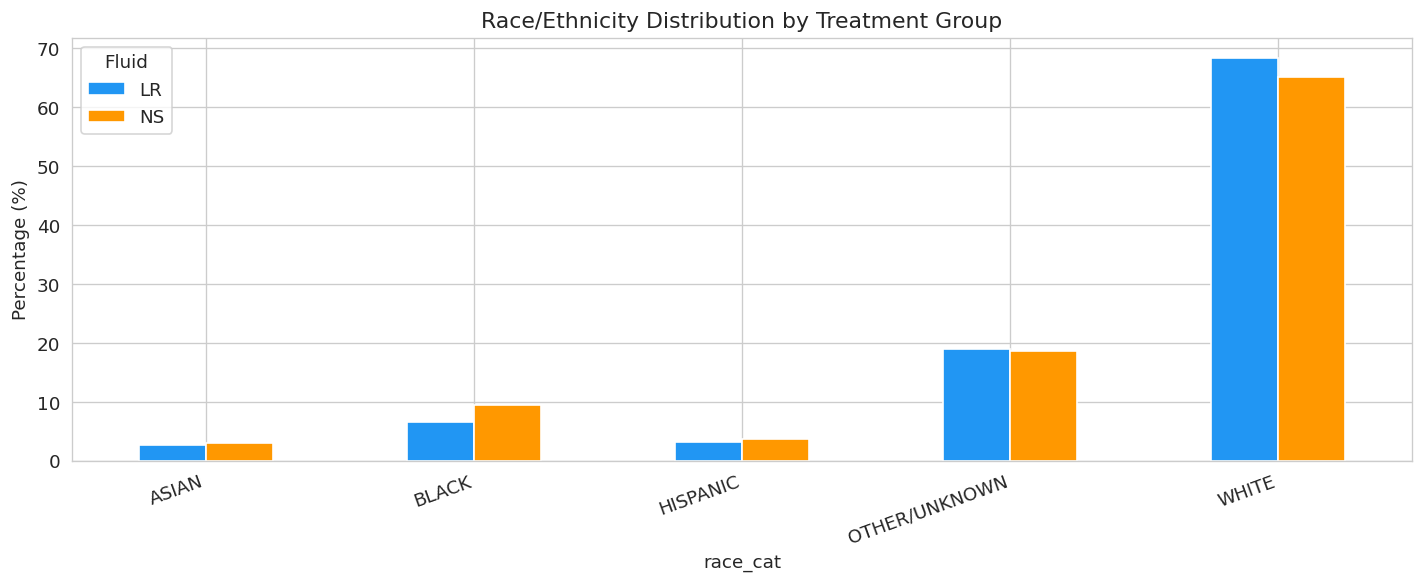 Race/Ethnicity Distribution by Treatment Group
Fluid
LR
NS
Percentage (%)
70
60
50
40
30
20
10
0
ASIAN
BLACK
HISPANIC
OTHER/UNKNOWN
WHITE
race_cat